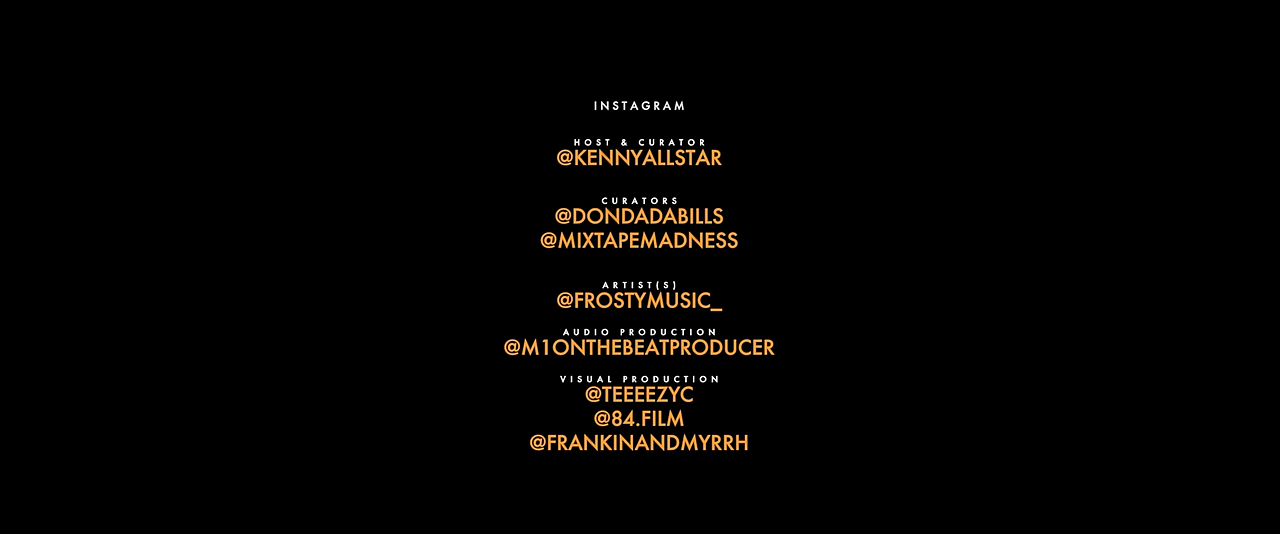 INSTAGRAM
HOST & CURATOR
@KENNYALLSTAR
CURATORS
@DONDADABILLS
@MIXTAPEMADNESS
ARTIST(S)
@FROSTYMUSIC_
AUDIO PRODUCTION
@M1ONTHEBEATPRODUCER
VISUAL PRODUCTION
@TEEEEZYC
@84.FILM
@FRANKINANDMYRRH